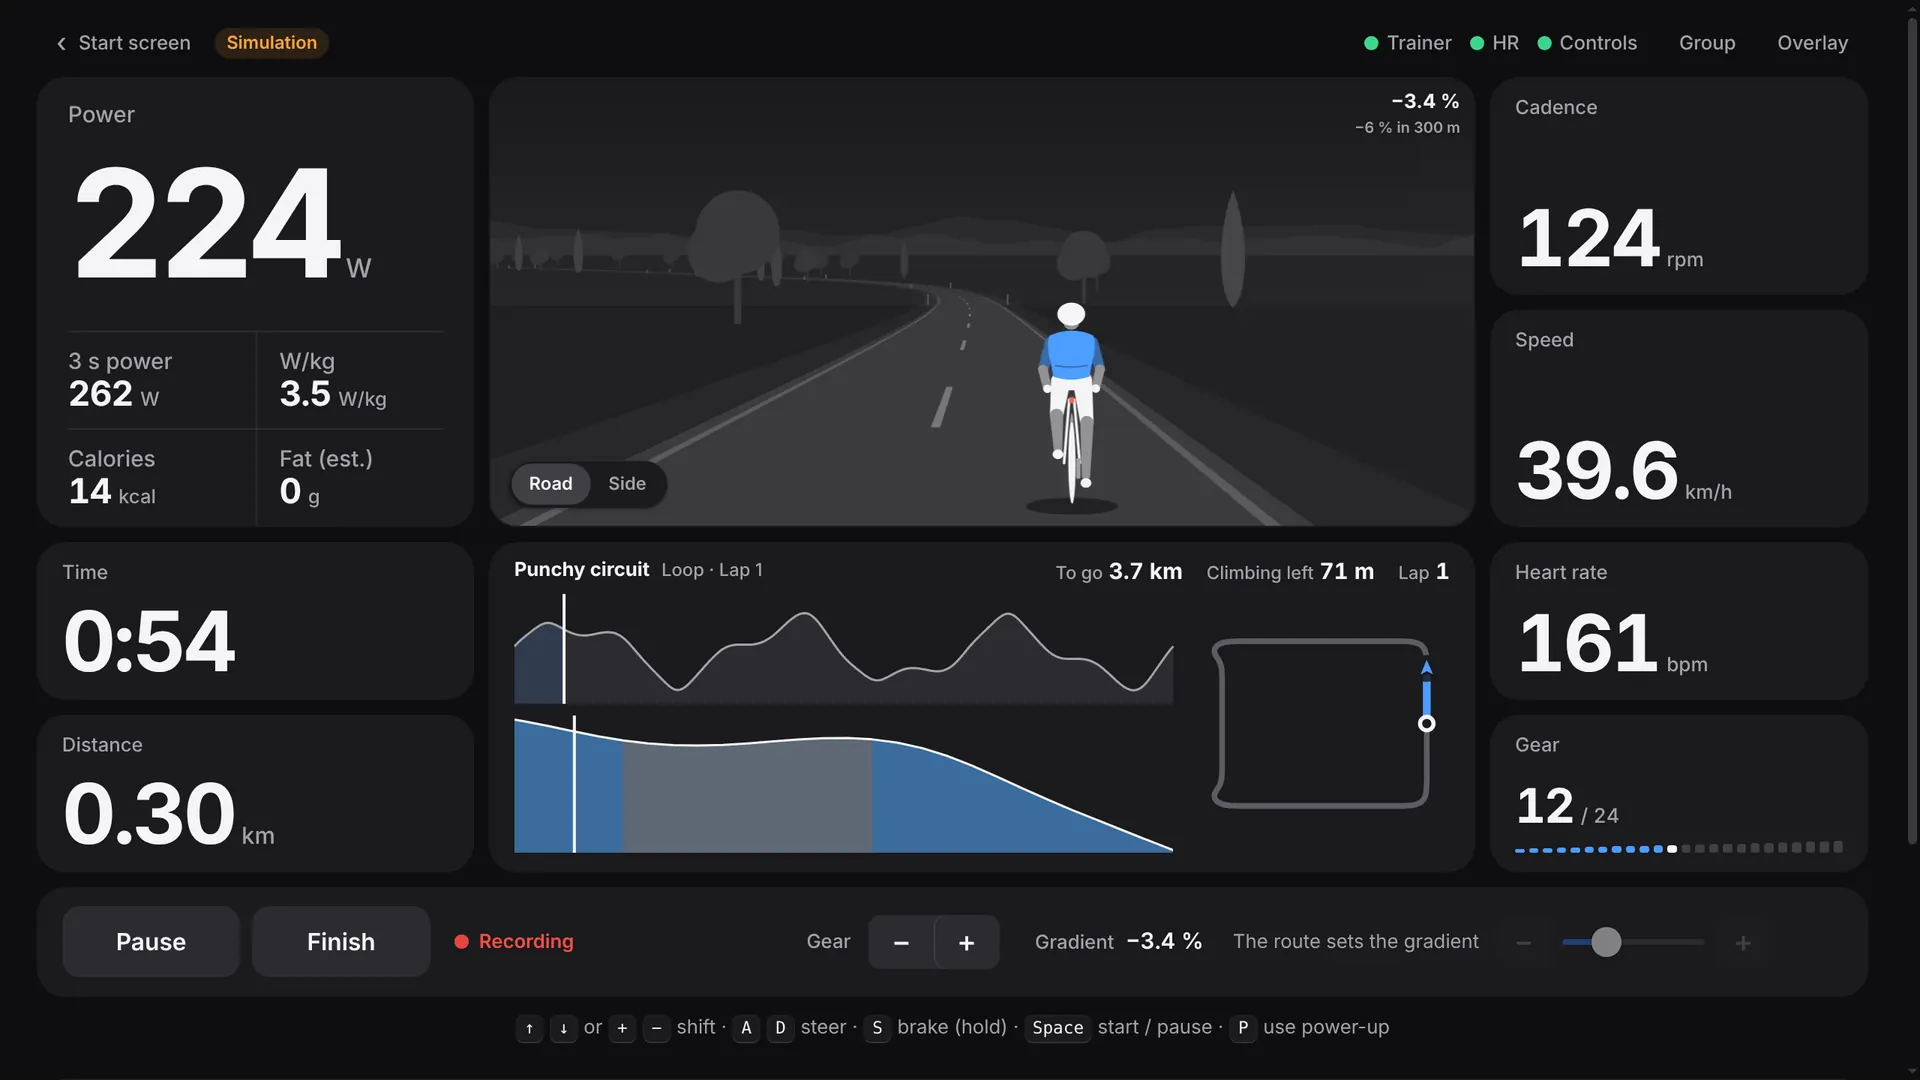 ‹ Start screen Simulation Trainer HR Controls Group Overlay
Power
224 W
3 s power
262 W
W/kg
3.5 W/kg
Calories
14 kcal
Fat (est.)
0 g
−3.4 %
−6 % in 300 m
Road Side
Cadence
124 rpm
Speed
39.6 km/h
Time
0:54
Distance
0.30 km
Punchy circuit Loop · Lap 1 To go 3.7 km Climbing left 71 m Lap 1
Heart rate
161 bpm
Gear
12 / 24
Pause Finish Recording Gear − + Gradient −3.4 % The route sets the gradient − +
↑ ↓ or + − shift · A D steer · S brake (hold) · Space start / pause · P use power-up